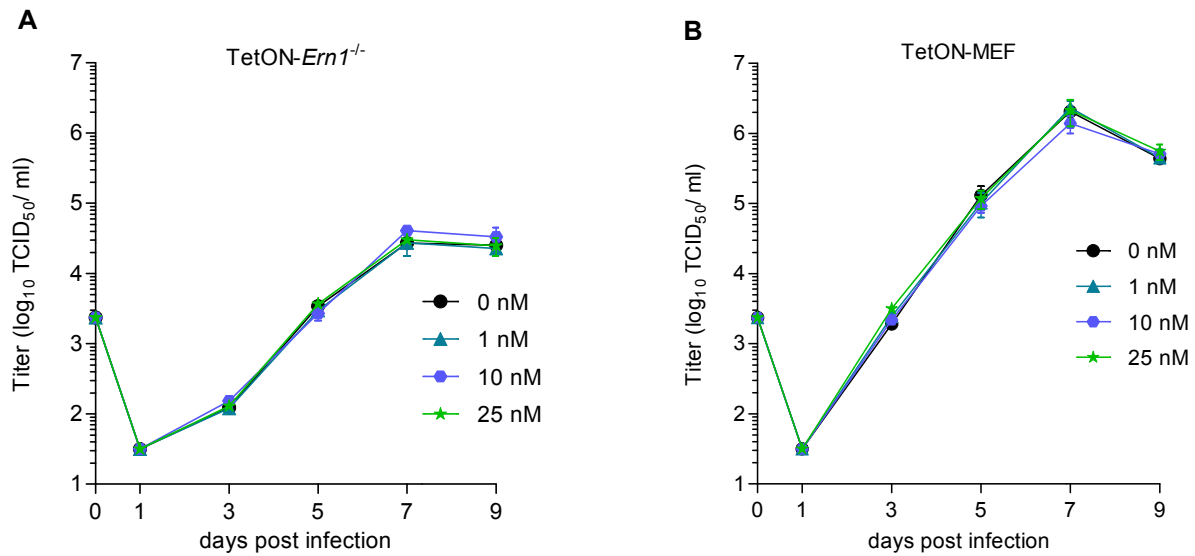 A
TetON-Ern1-/-
7
6
5
4
3
2
1
Titer (log10 TCID50/ ml)
0 nM
1 nM
10 nM
25 nM
0 1 3 5 7 9
days post infection
B
TetON-MEF
7
6
5
4
3
2
1
Titer (log10 TCID50/ ml)
0 nM
1 nM
10 nM
25 nM
0 1 3 5 7 9
days post infection